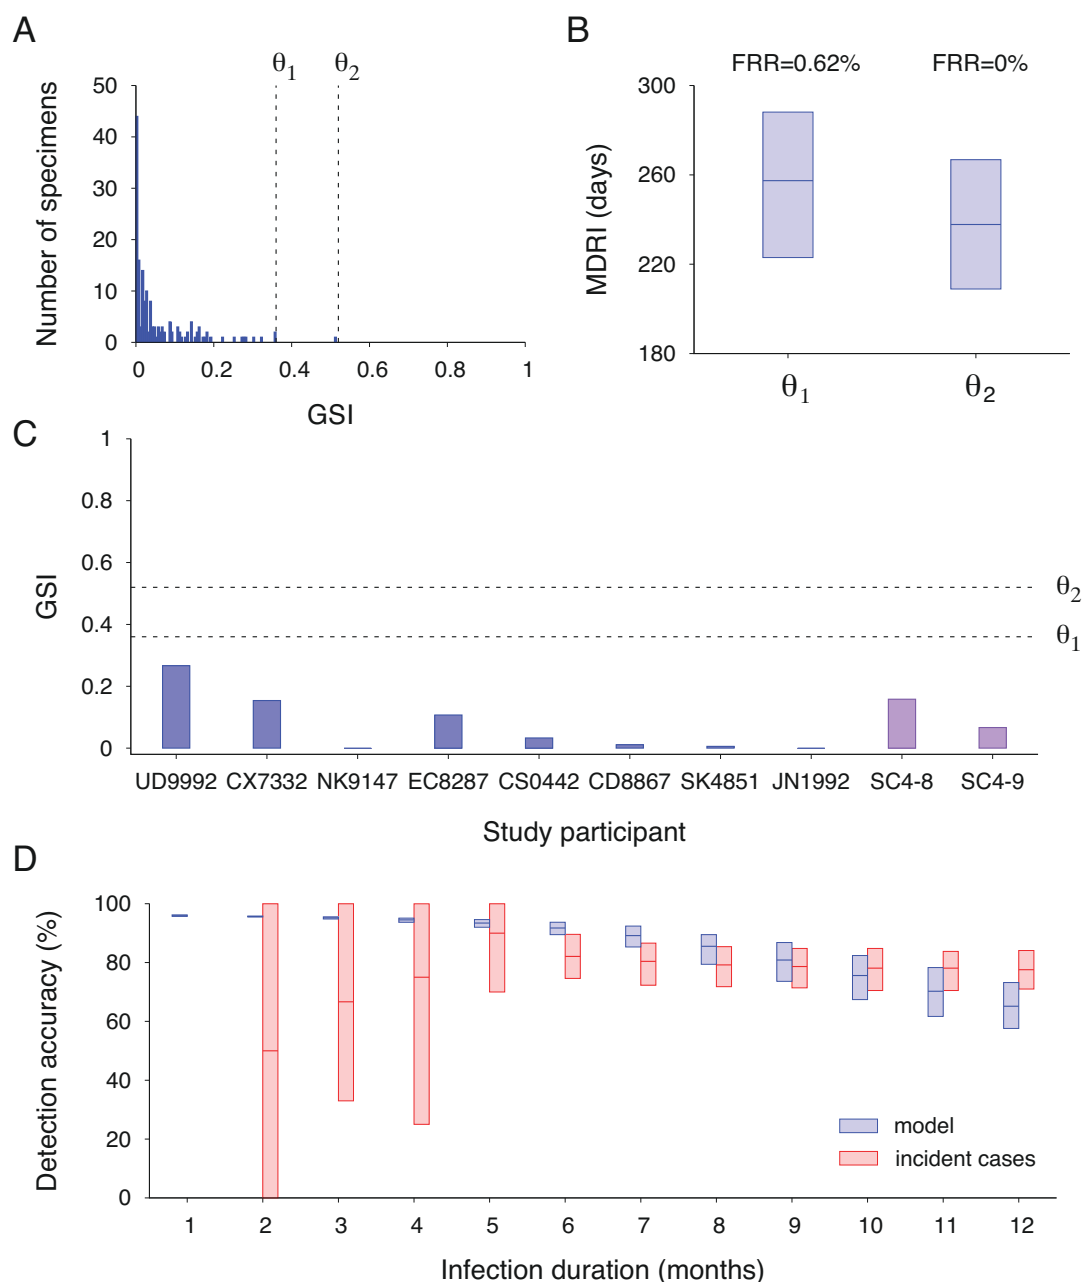 A
θ1 θ2
Number of specimens
50
40
30
20
10
0
0 0.2 0.4 0.6 0.8 1
GSI
B
FRR=0.62% FRR=0%
MDRI (days)
300
260
220
180
θ1 θ2
C
GSI
1
0.8
0.6
0.4
0.2
0
θ2
θ1
UD9992 CX7332 NK9147 EC8287 CS0442 CD8867 SK4851 JN1992 SC4-8 SC4-9
Study participant
D
Detection accuracy (%)
100
80
60
40
20
0
model
incident cases
1 2 3 4 5 6 7 8 9 10 11 12
Infection duration (months)